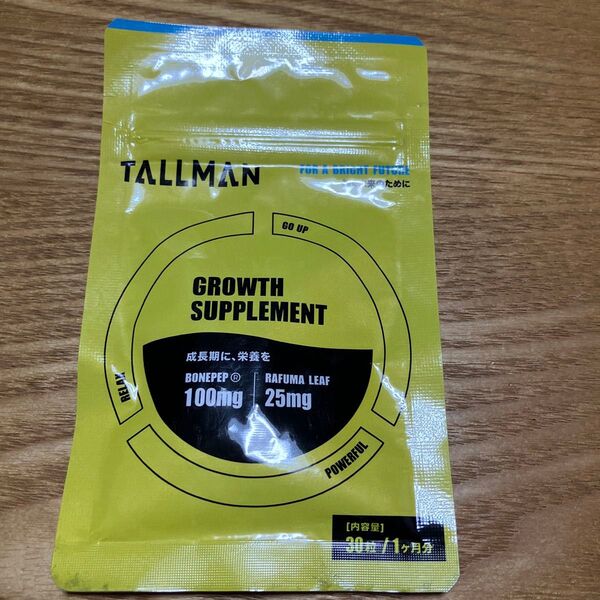 TALLMAN
FOR A BRIGHT FUTURE
来のために
GO UP
GROWTH
SUPPLEMENT
成長期に、栄養を
BONEPEP® RAFUMA LEAF
100mg 25mg
RELAX
POWERFUL
[内容量]
30粒/1ヶ月分